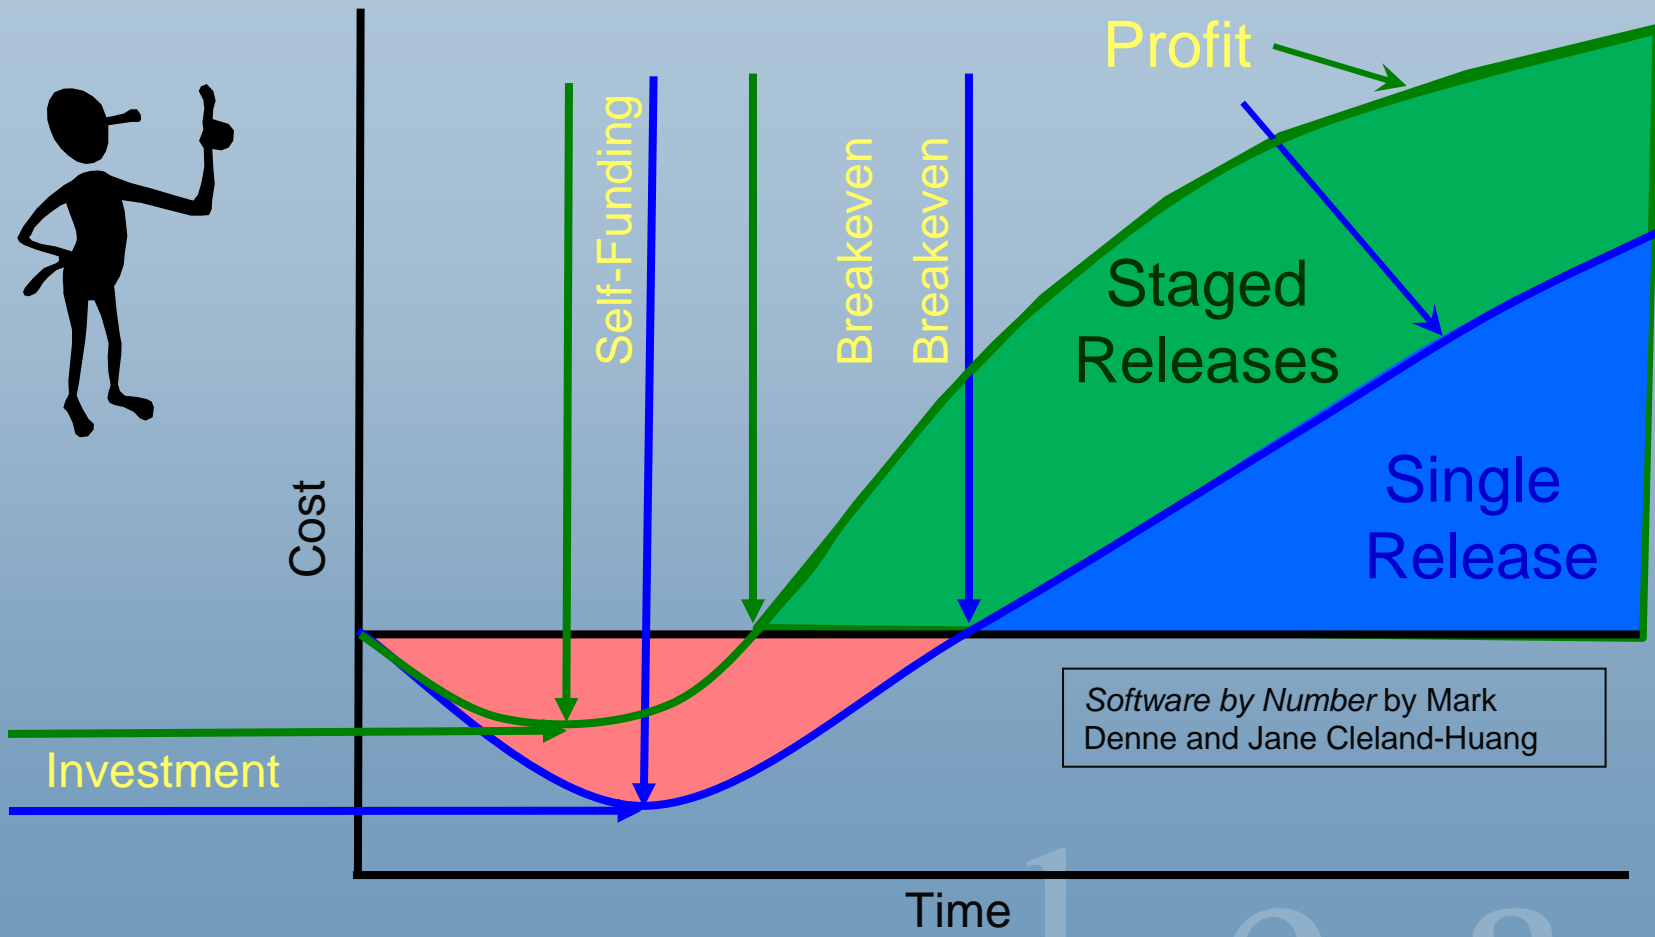 Profit
Self-Funding
Breakeven
Breakeven
Staged
Releases
Single
Release
Cost
Software by Number by Mark
Denne and Jane Cleland-Huang
Investment
Time